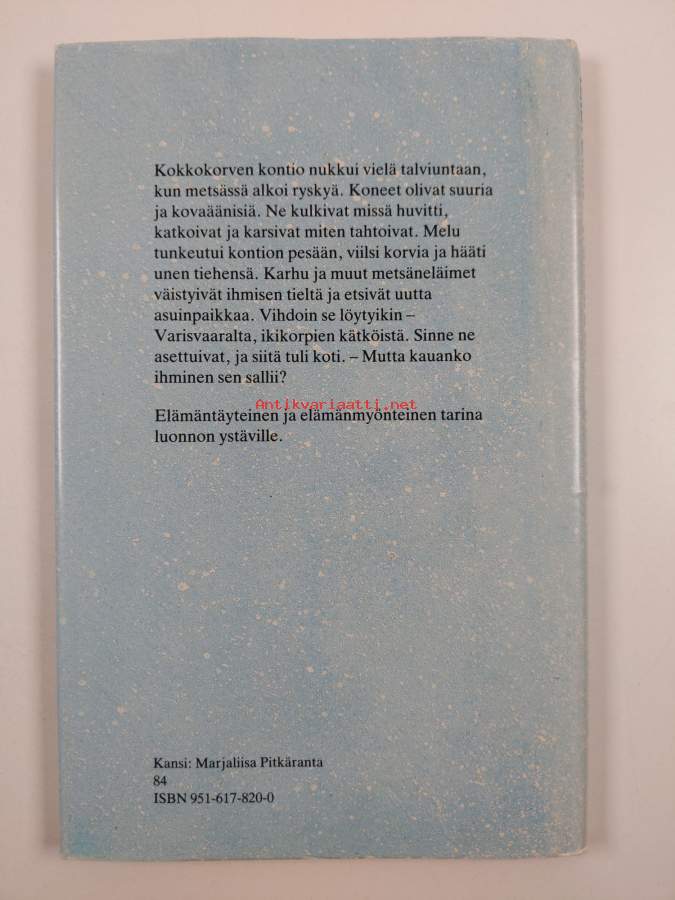 Kokkokorven kontio nukkui vielä talviuntaan,
kun metsässä alkoi ryskyä. Koneet olivat suuria
ja kovaäänisiä. Ne kulkivat missä huvitti,
katkoivat ja karsivat miten tahtoivat. Melu
tunkeutui kontion pesään, viilsi korvia ja hääti
unen tiehensä. Karhu ja muut metsäneläimet
väistyivät ihmisen tieltä ja etsivät uutta
asuinpaikkaa. Vihdoin se löytyikin –
Varisvaaralta, ikikorpien kätköistä. Sinne ne
asettuivat, ja siitä tuli koti. – Mutta kauanko
ihminen sen sallii?
Antikvariaatti.net
Elämäntäyteinen ja elämänmyönteinen tarina
luonnon ystäville.
Kansi: Marjaliisa Pitkäranta
84
ISBN 951-617-820-0